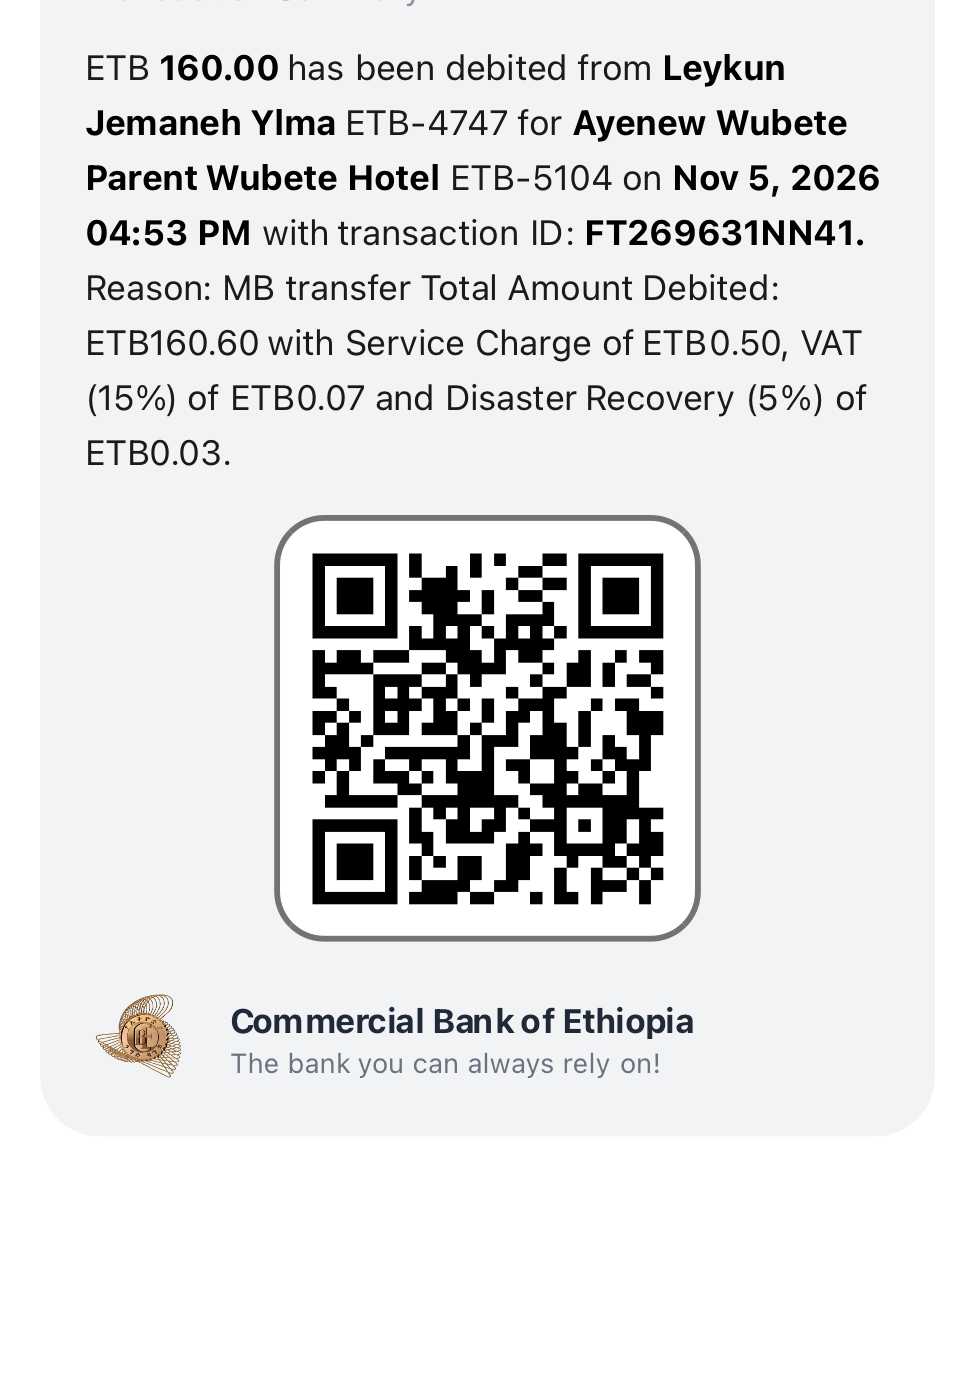 ETB 160.00 has been debited from Leykun
Jemaneh Ylma ETB-4747 for Ayenew Wubete
Parent Wubete Hotel ETB-5104 on Nov 5, 2026
04:53 PM with transaction ID: FT269631NN41.
Reason: MB transfer Total Amount Debited:
ETB160.60 with Service Charge of ETB0.50, VAT
(15%) of ETB0.07 and Disaster Recovery (5%) of
ETB0.03.
Commercial Bank of Ethiopia
The bank you can always rely on!